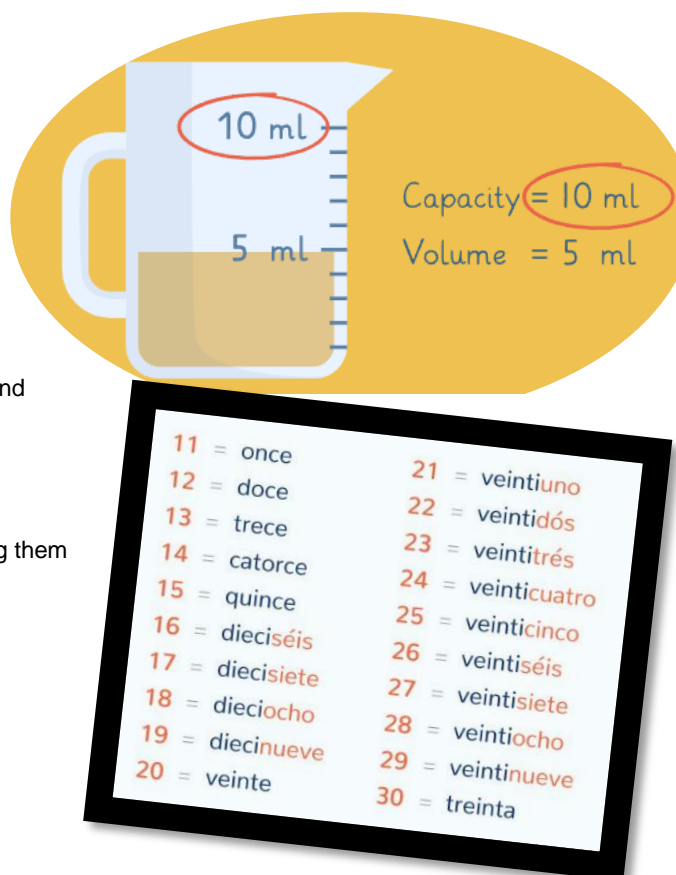 10 ml
5 ml
Capacity = 10 ml
Volume = 5 ml
nd
g them
11 = once
12 = doce
13 = trece
14 = catorce
15 = quince
16 = dieciséis
17 = diecisiete
18 = dieciocho
19 = diecinueve
20 = veinte
21 = veintiuno
22 = veintidós
23 = veintitrés
24 = veinticuatro
25 = veinticinco
26 = veintiséis
27 = veintisiete
28 = veintiocho
29 = veintinueve
30 = treinta